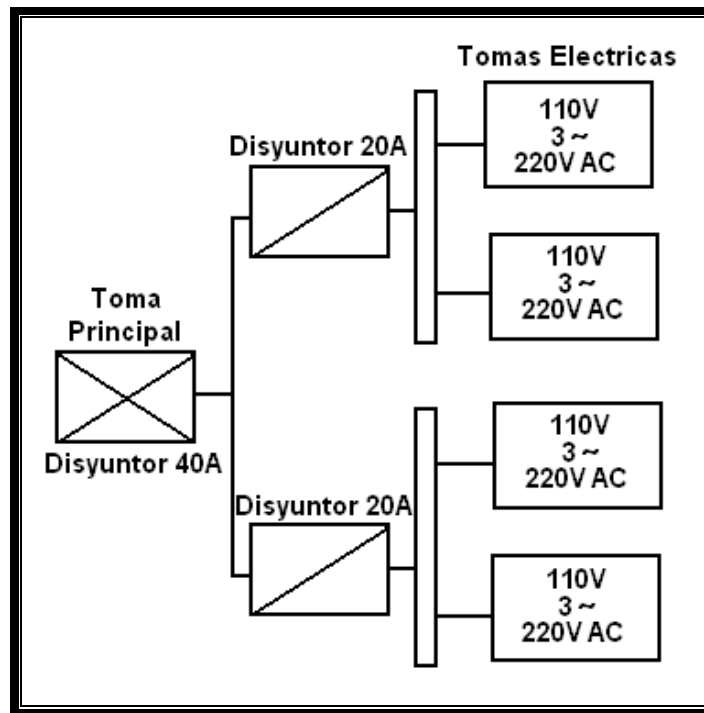 Tomas Electricas
110V
3 ~
220V AC
Disyuntor 20A
110V
3 ~
220V AC
Toma
Principal
Disyuntor 40A
110V
3 ~
220V AC
Disyuntor 20A
110V
3 ~
220V AC